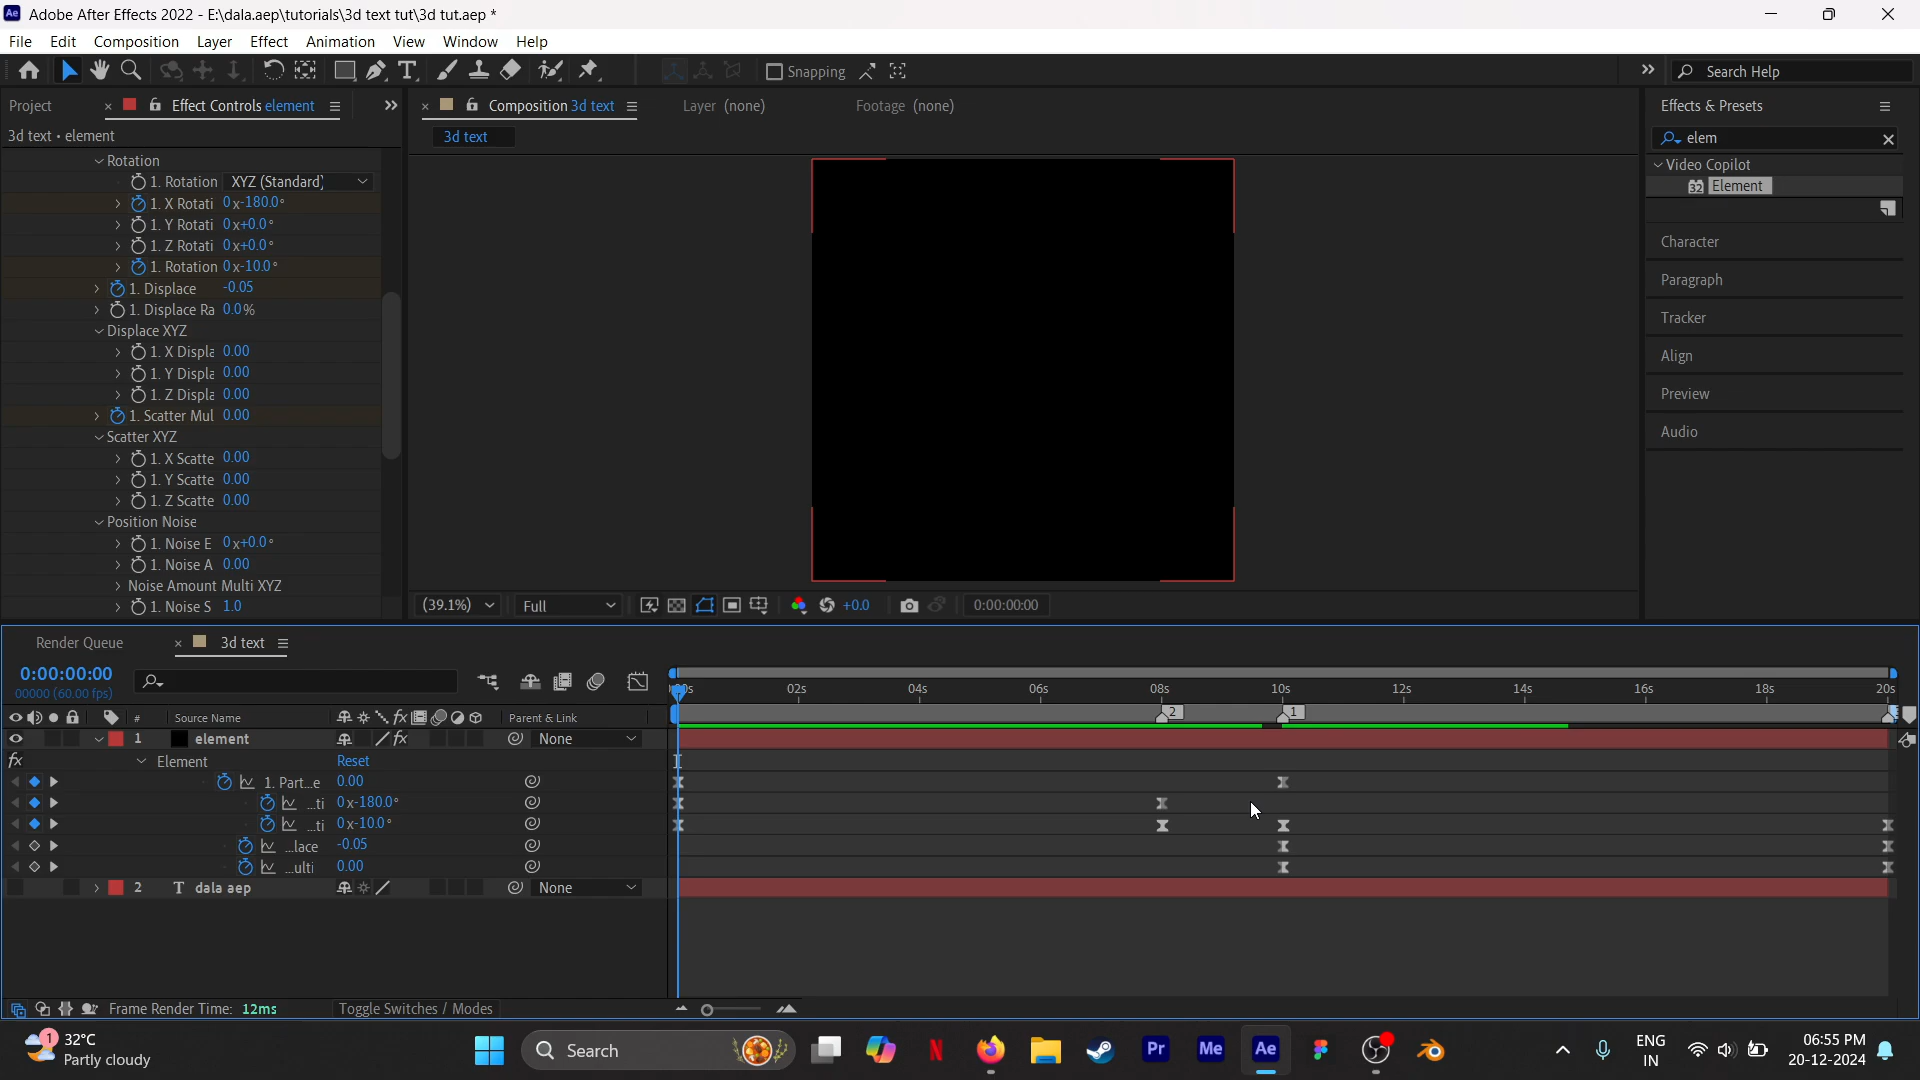 Adobe After Effects 2022 - E:\dala.aep\tutorials\3d text tut\3d tut.aep *
File Edit Composition Layer Effect Animation View Window Help
Snapping
Search Help
Project
Effect Controls element
Composition 3d text
Layer (none)
Footage (none)
Effects & Presets
3d text • element
3d text
elem
Video Copilot
32 Element
Rotation
1. Rotation XYZ (Standard)
1. X Rotati 0x-180.0°
1. Y Rotati 0x+0.0°
1. Z Rotati 0x+0.0°
1. Rotation 0x-10.0°
1. Displace -0.05
1. Displace Ra 0.0%
Displace XYZ
1. X Displa 0.00
1. Y Displa 0.00
1. Z Displa 0.00
1. Scatter Mul 0.00
Scatter XYZ
1. X Scatte 0.00
1. Y Scatte 0.00
1. Z Scatte 0.00
Position Noise
1. Noise E 0x+0.0°
1. Noise A 0.00
Noise Amount Multi XYZ
1. Noise S 1.0
Character
Paragraph
Tracker
Align
Preview
Audio
(39.1%) Full +0.0 0:00:00:00
Render Queue
3d text
0:00:00:00
00000 (60.00 fps)
02s 04s 06s 08s 10s 12s 14s 16s 18s 20s
2 1
# Source Name fx Parent & Link
1 element fx None
fx Element Reset
1. Part...e 0.00
...ti 0x-180.0°
...ti 0x-10.0°
...lace -0.05
...ulti 0.00
2 T dala aep None
Frame Render Time: 12ms
Toggle Switches / Modes
1
32°C
Partly cloudy
Search
Pr Me Ae
ENG
IN
06:55 PM
20-12-2024